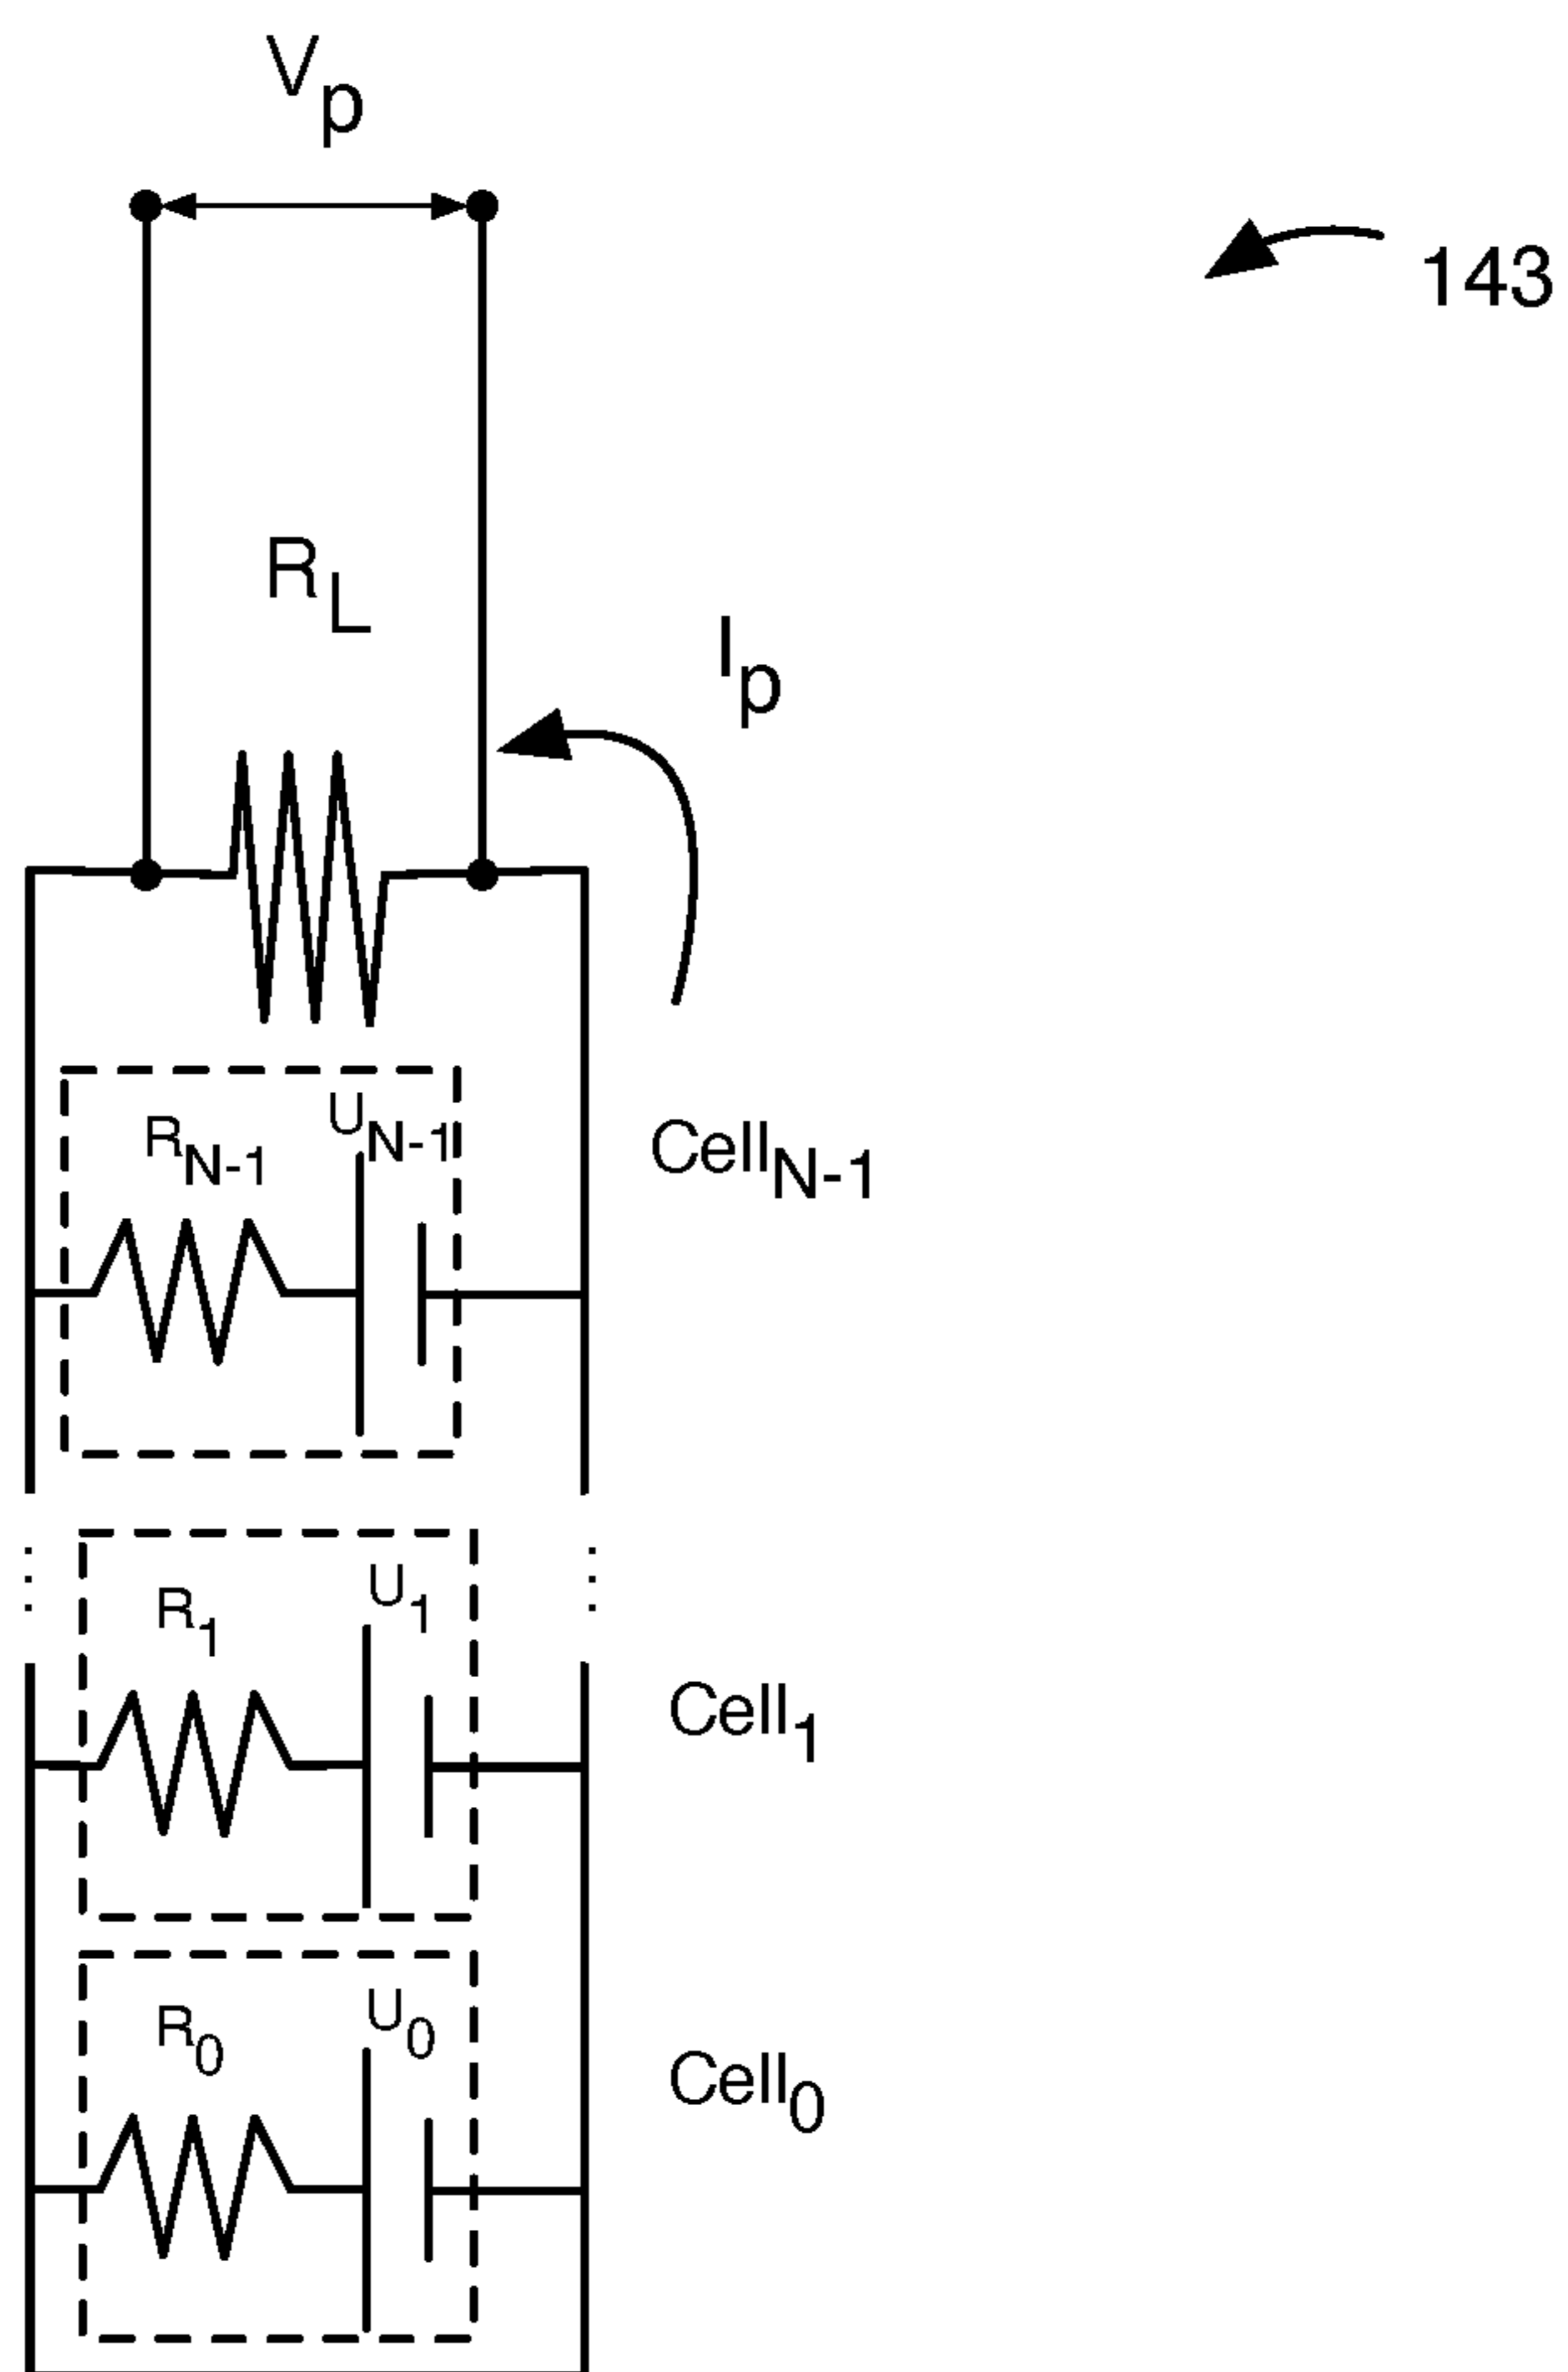 Vp
143
RL
Ip
RN-1
UN-1
CellN-1
R1
U1
Cell1
R0
U0
Cell0